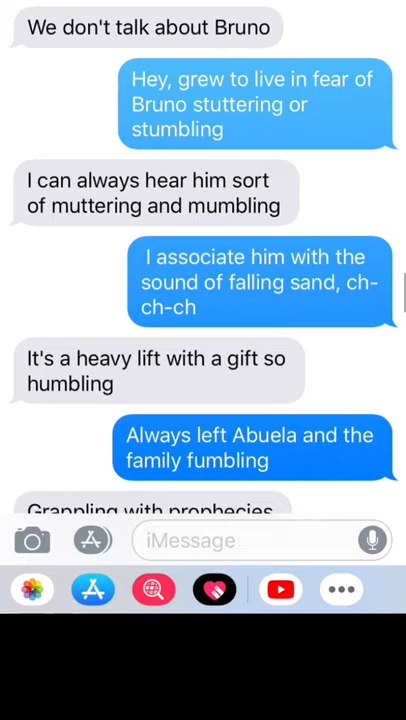 We don't talk about Bruno
Hey, grew to live in fear of
Bruno stuttering or
stumbling
I can always hear him sort
of muttering and mumbling
I associate him with the
sound of falling sand, ch-
ch-ch
It's a heavy lift with a gift so
humbling
Always left Abuela and the
family fumbling
Grappling with prophecies
iMessage